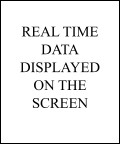 REAL TIME
DATA
DISPLAYED
ON THE
SCREEN